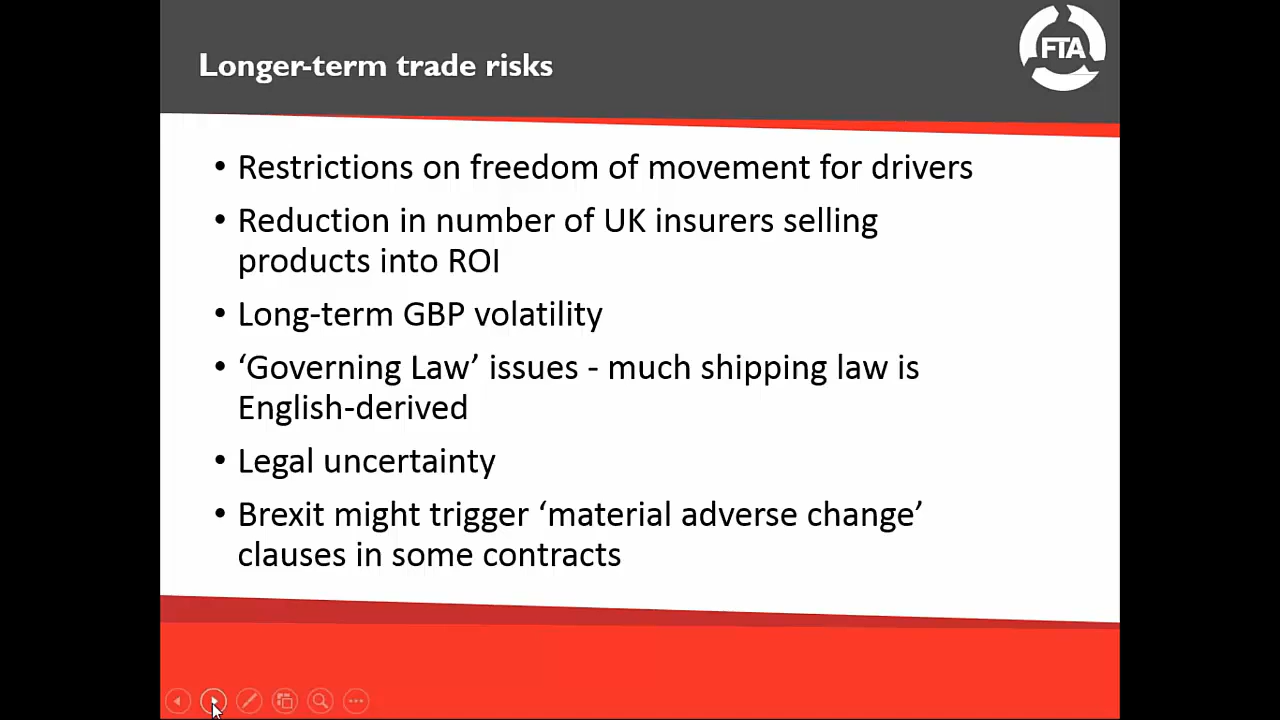 Longer-term trade risks
FTA
• Restrictions on freedom of movement for drivers
• Reduction in number of UK insurers selling
products into ROI
• Long-term GBP volatility
• ‘Governing Law’ issues - much shipping law is
English-derived
• Legal uncertainty
• Brexit might trigger ‘material adverse change’
clauses in some contracts